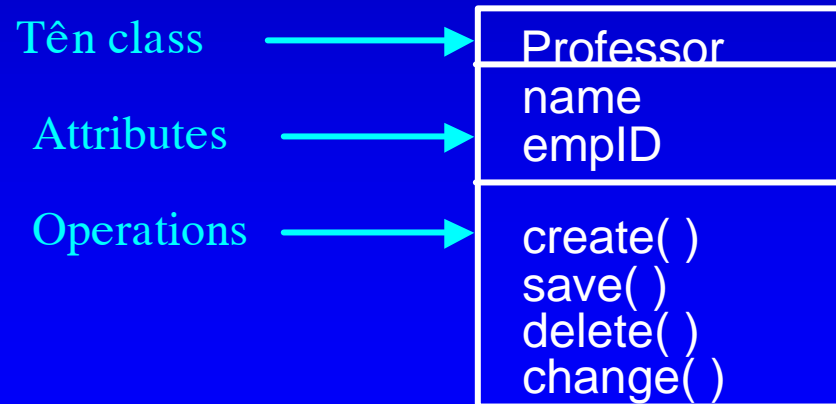 Tên class
Professor
Attributes
name
empID
Operations
create( )
save( )
delete( )
change( )